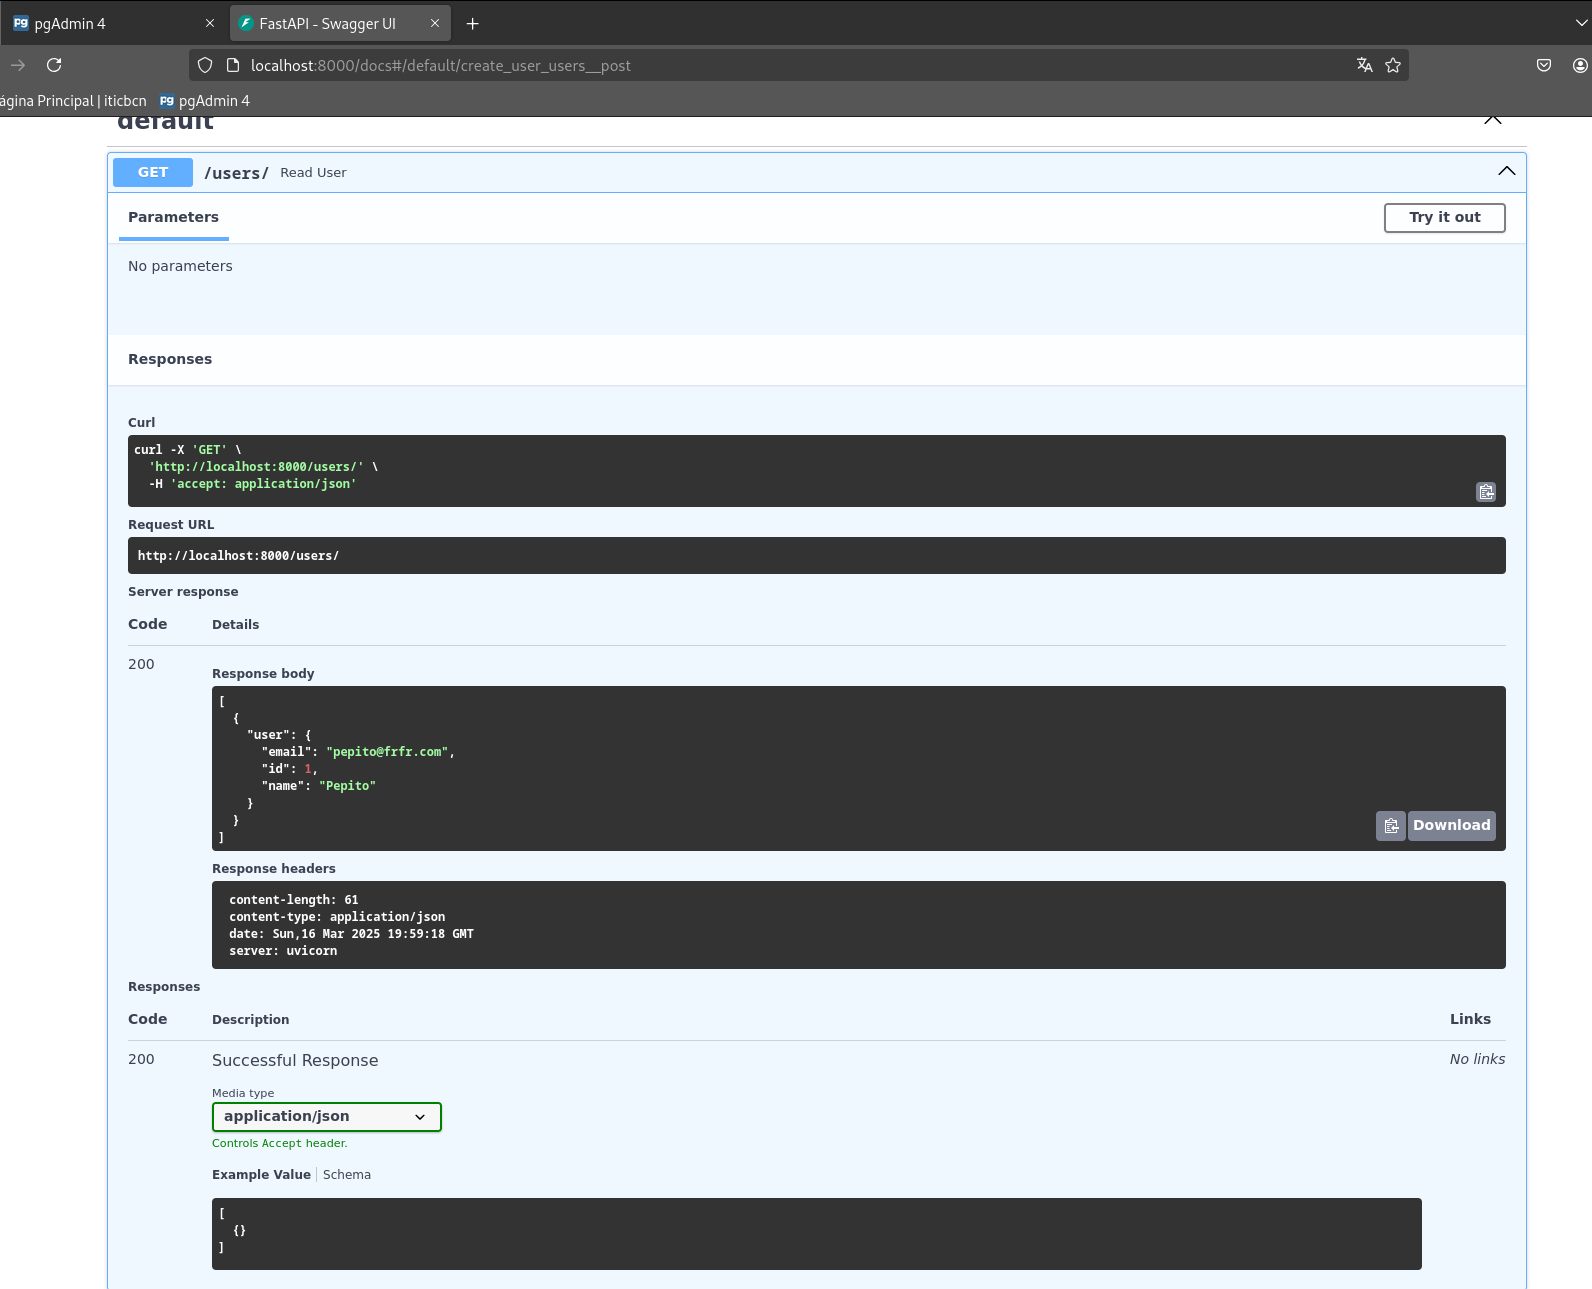 pgAdmin 4
FastAPI - Swagger UI
localhost:8000/docs#/default/create_user_users__post
ágina Principal | iticbcn
pgAdmin 4
default
GET /users/ Read User
Parameters
Try it out
No parameters
Responses
Curl
curl -X 'GET' \
'http://localhost:8000/users/' \
-H 'accept: application/json'
Request URL
http://localhost:8000/users/
Server response
Code Details
200
Response body
[
{
"user": {
"email": "pepito@frfr.com",
"id": 1,
"name": "Pepito"
}
}
]
Download
Response headers
content-length: 61
content-type: application/json
date: Sun,16 Mar 2025 19:59:18 GMT
server: uvicorn
Responses
Code Description Links
200 Successful Response No links
Media type
application/json
Controls Accept header.
Example Value Schema
[
{}
]